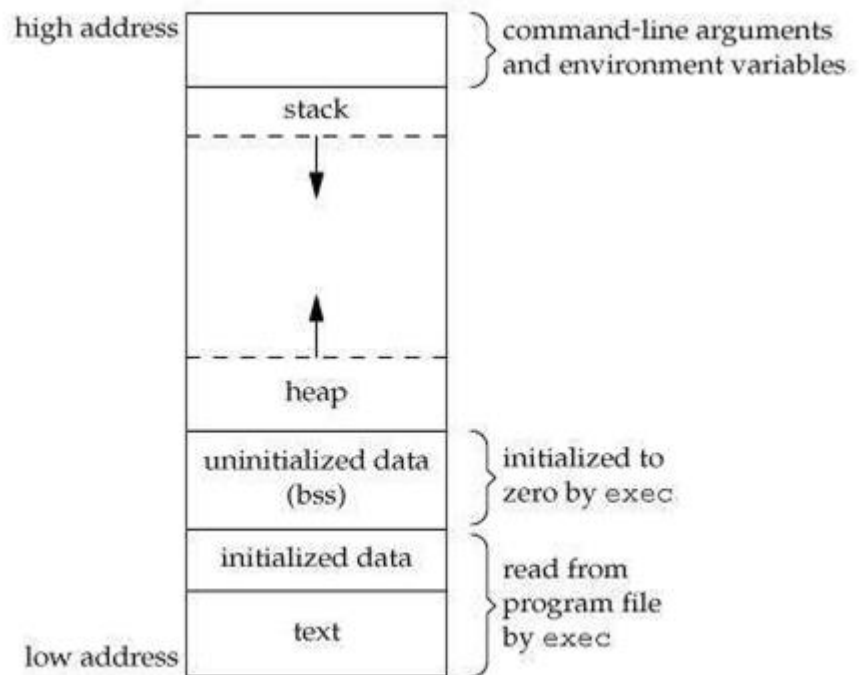 high address
command-line arguments
and environment variables
stack
heap
uninitialized data
(bss)
initialized to
zero by exec
initialized data
read from
program file
by exec
text
low address